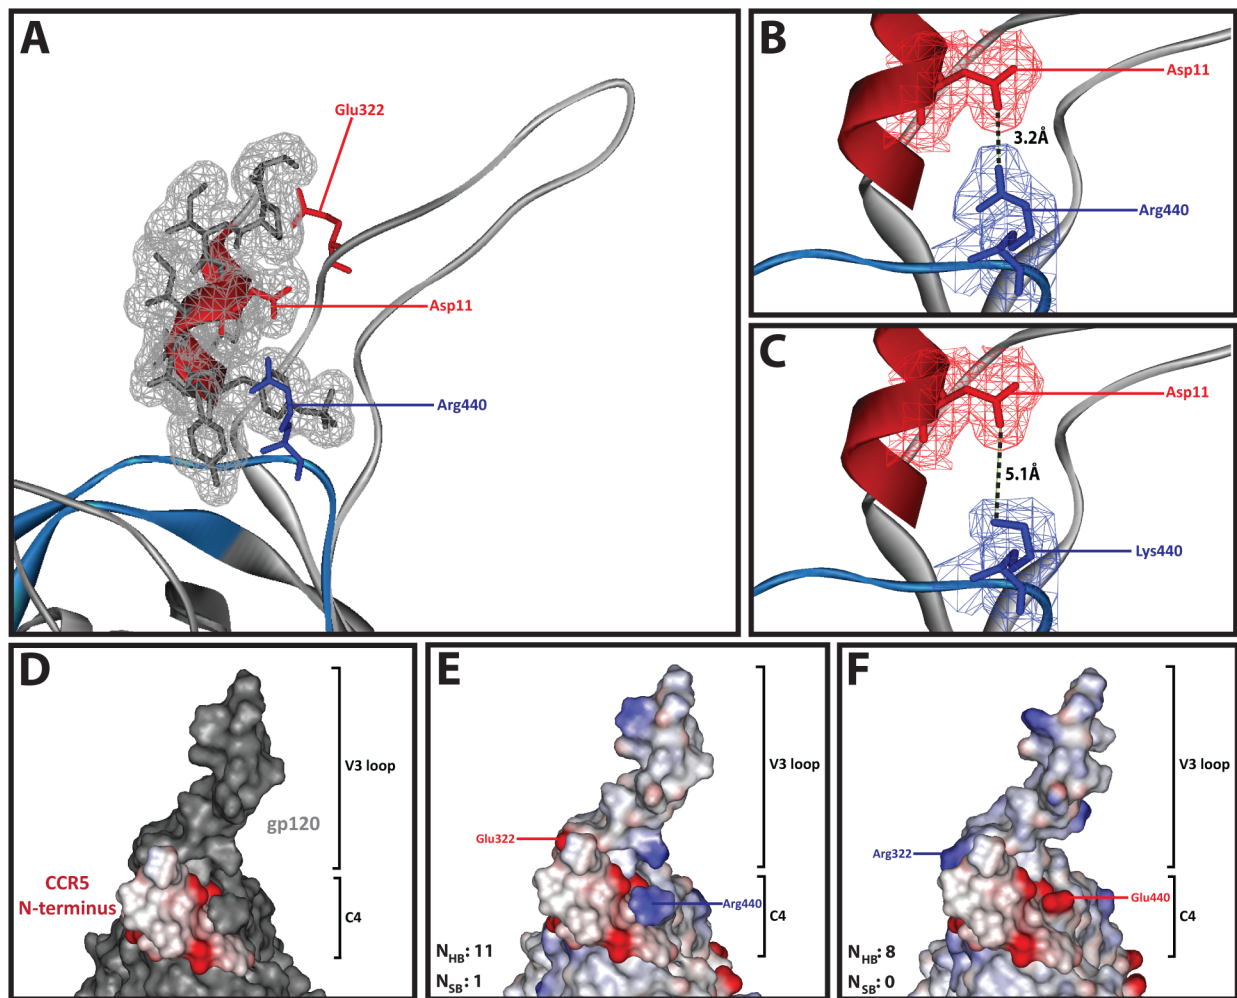 A
Glu322
Asp11
Arg440
B
Asp11
3.2Å
Arg440
C
Asp11
5.1Å
Lys440
D
V3 loop
gp120
CCR5
N-terminus
C4
E
V3 loop
Glu322
Arg440
C4
NHB: 11
NSB: 1
F
V3 loop
Arg322
Glu440
C4
NHB: 8
NSB: 0